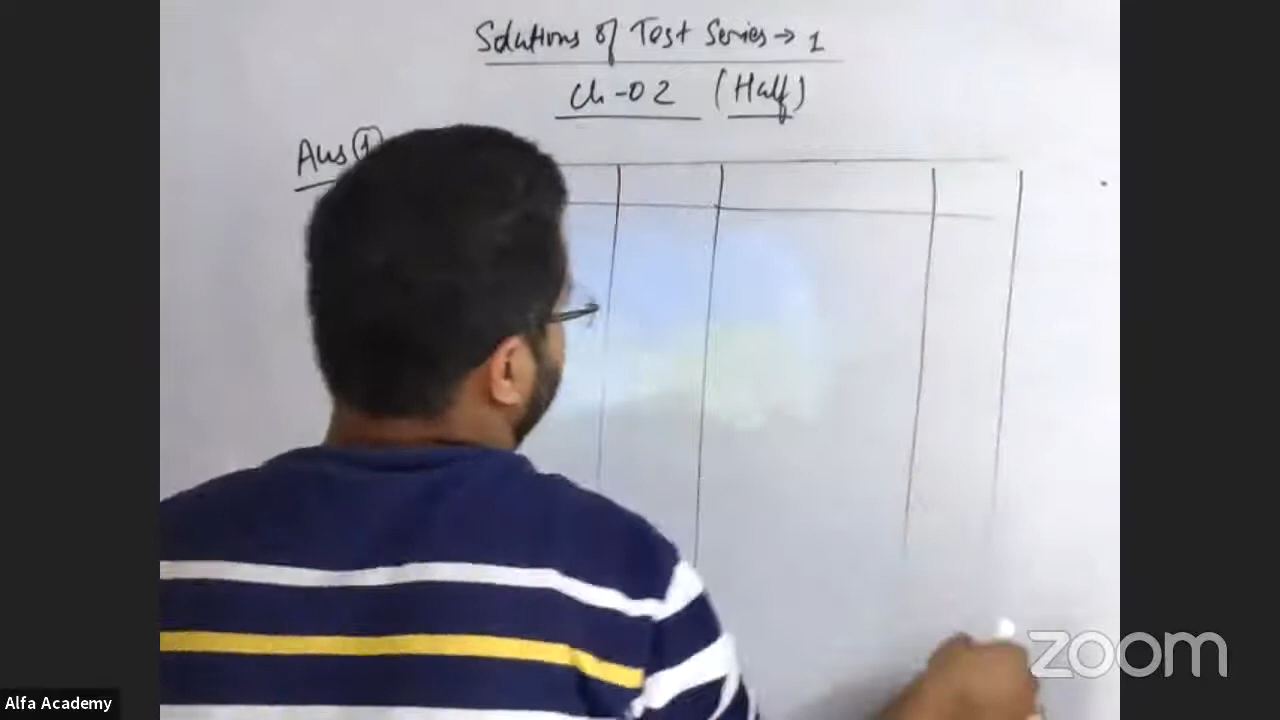 Solutions of Test Series → 1
Ch-02 (Half)
Ans 1
zoom
Alfa Academy